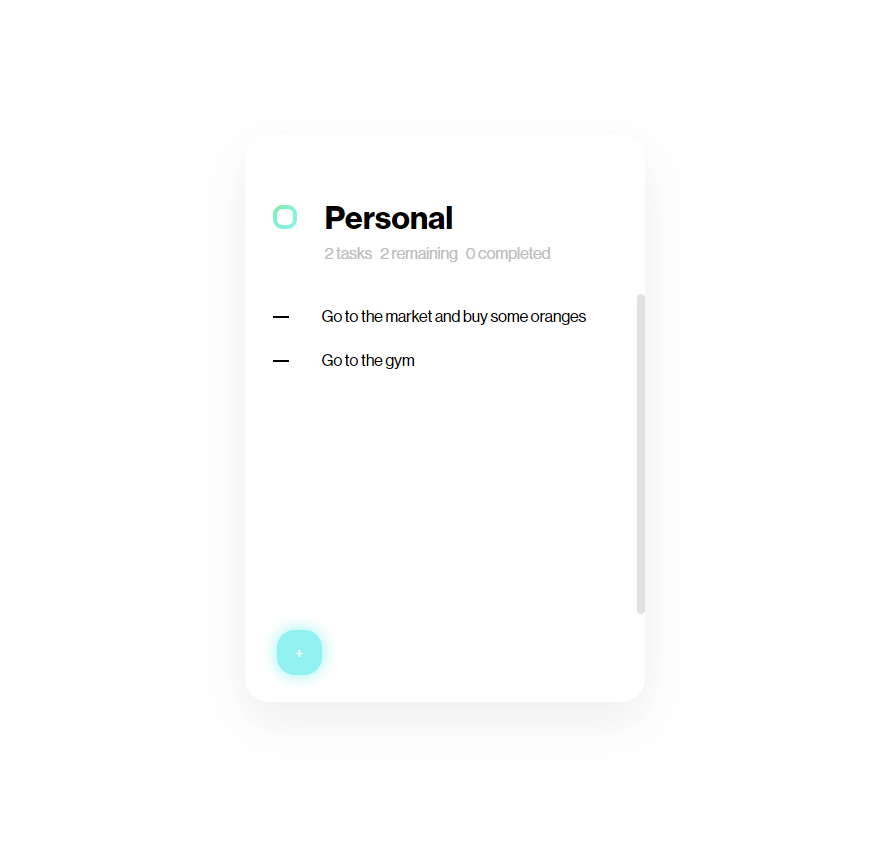 Personal
2 tasks 2 remaining 0 completed
Go to the market and buy some oranges
Go to the gym
+